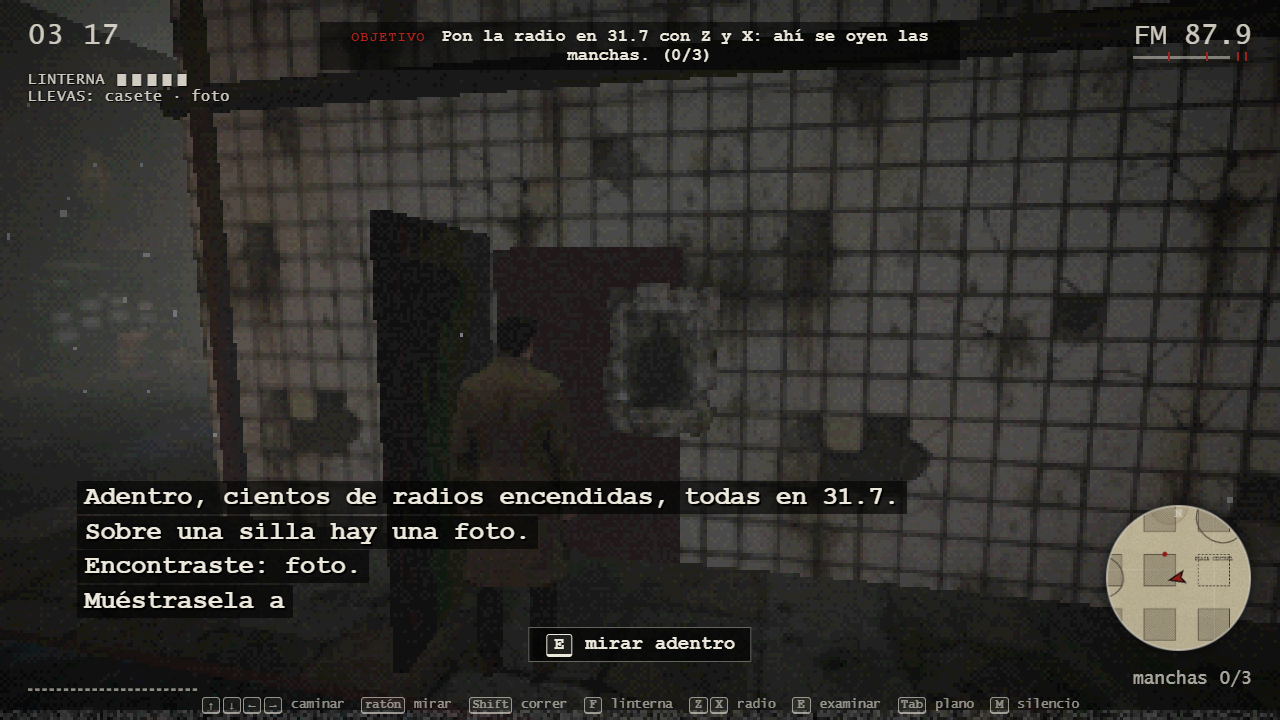 03 17
OBJETIVO Pon la radio en 31.7 con Z y X: ahí se oyen las
manchas. (0/3)
FM 87.9
LINTERNA
LLEVAS: casete · foto
Adentro, cientos de radios encendidas, todas en 31.7.
Sobre una silla hay una foto.
Encontraste: foto.
Muéstrasela a
E mirar adentro
N
manchas 0/3
↑ ↓ ← → caminar ratón mirar Shift correr F linterna Z X radio E examinar Tab plano M silencio